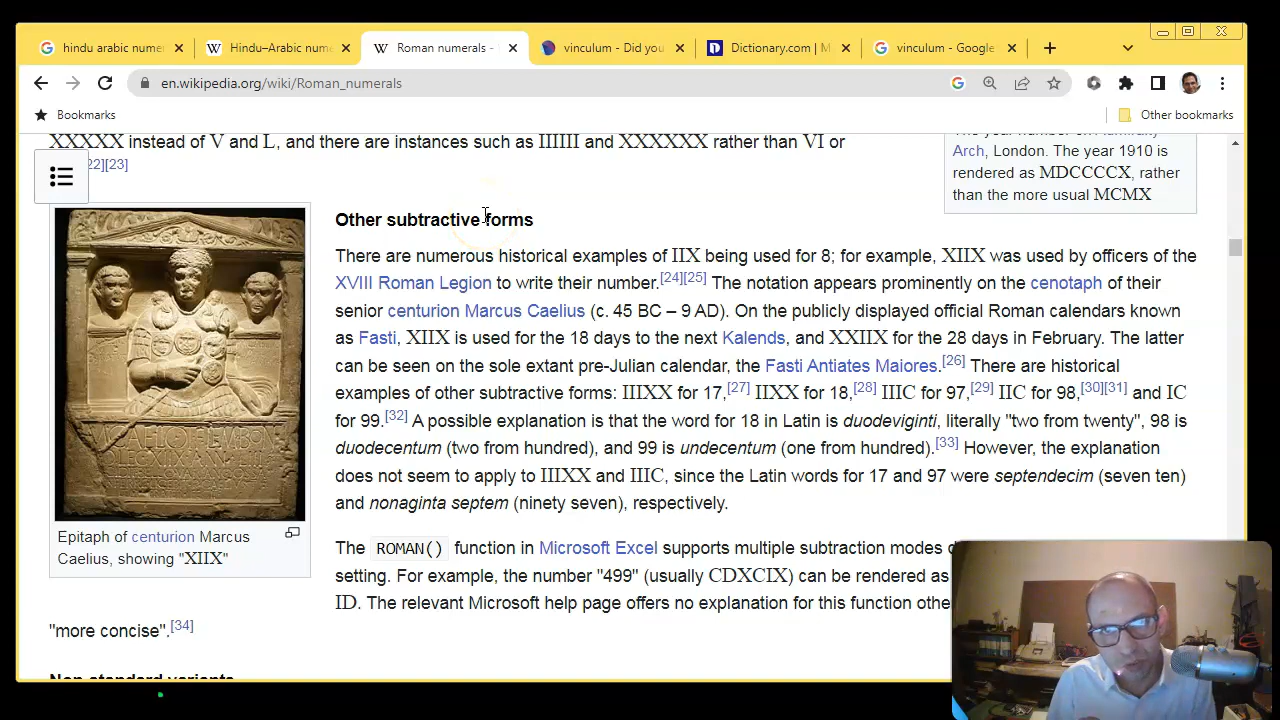 hindu arabic nume
Hindu–Arabic num
Roman numerals -
vinculum - Did you
Dictionary.com | M
vinculum - Google
en.wikipedia.org/wiki/Roman_numerals
Bookmarks
Other bookmarks
XXXXX instead of V and L, and there are instances such as IIIIII and XXXXXX rather than VI or
22][23]
The year number on Admiralty
Arch, London. The year 1910 is
rendered as MDCCCCX, rather
than the more usual MCMX
Other subtractive forms
There are numerous historical examples of IIX being used for 8; for example, XIIX was used by officers of the
XVIII Roman Legion to write their number.[24][25] The notation appears prominently on the cenotaph of their
senior centurion Marcus Caelius (c. 45 BC – 9 AD). On the publicly displayed official Roman calendars known
as Fasti, XIIX is used for the 18 days to the next Kalends, and XXIIX for the 28 days in February. The latter
can be seen on the sole extant pre-Julian calendar, the Fasti Antiates Maiores.[26] There are historical
examples of other subtractive forms: IIIXX for 17,[27] IIXX for 18,[28] IIIC for 97,[29] IIC for 98,[30][31] and IC
for 99.[32] A possible explanation is that the word for 18 in Latin is duodeviginti, literally "two from twenty", 98 is
duodecentum (two from hundred), and 99 is undecentum (one from hundred).[33] However, the explanation
does not seem to apply to IIIXX and IIIC, since the Latin words for 17 and 97 were septendecim (seven ten)
and nonaginta septem (ninety seven), respectively.
Epitaph of centurion Marcus
Caelius, showing "XIIX"
The ROMAN() function in Microsoft Excel supports multiple subtraction modes d
setting. For example, the number "499" (usually CDXCIX) can be rendered as
ID. The relevant Microsoft help page offers no explanation for this function othe
"more concise".[34]
Non-standard variants